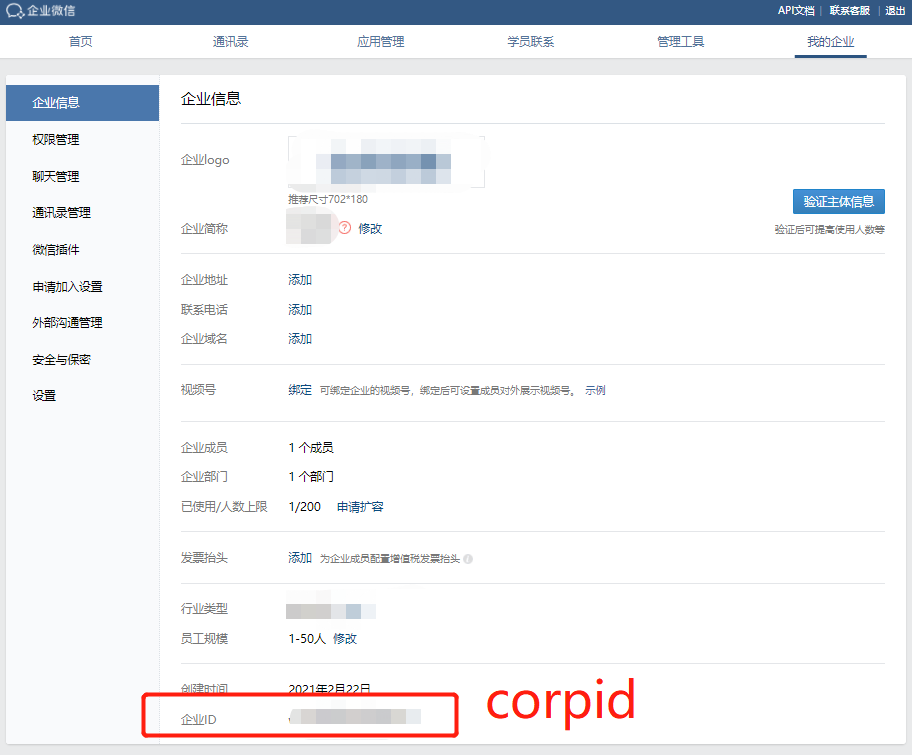 企业微信
API文档 | 联系客服 | 退出
首页 通讯录 应用管理 学员联系 管理工具 我的企业
企业信息
权限管理
聊天管理
通讯录管理
微信插件
申请加入设置
外部沟通管理
安全与保密
设置
企业信息
企业logo
推荐尺寸702*180
验证主体信息
企业简称 ? 修改
验证后可提高使用人数等
企业地址 添加
联系电话 添加
企业域名 添加
视频号 绑定 可绑定企业的视频号，绑定后可设置成员对外展示视频号。 示例
企业成员 1 个成员
企业部门 1 个部门
已使用/人数上限 1/200 申请扩容
发票抬头 添加 为企业成员配置增值税发票抬头
行业类型
员工规模 1-50人 修改
创建时间 2021年2月22日
企业ID
corpid